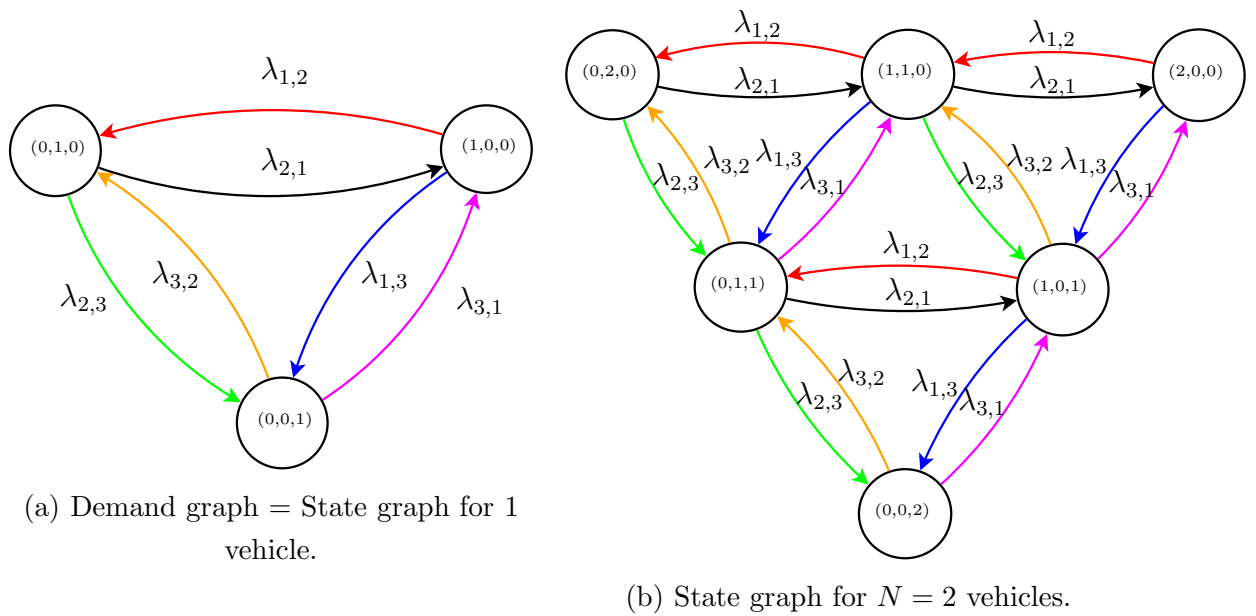 λ1,2
(0,1,0)
(1,0,0)
λ2,1
λ2,3
λ3,2
λ1,3
λ3,1
(0,0,1)
(a) Demand graph = State graph for 1
vehicle.
λ1,2
λ1,2
(0,2,0)
(1,1,0)
(2,0,0)
λ2,1
λ2,1
λ2,3
λ3,2
λ1,3
λ3,1
λ2,3
λ3,2
λ1,3
λ3,1
λ1,2
(0,1,1)
(1,0,1)
λ2,1
λ2,3
λ3,2
λ1,3
λ3,1
(0,0,2)
(b) State graph for N = 2 vehicles.